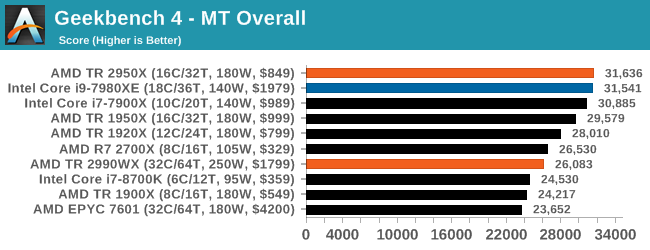 A
Geekbench 4 - MT Overall
Score (Higher is Better)
AMD TR 2950X (16C/32T, 180W, $849) 31,636
Intel Core i9-7980XE (18C/36T, 140W, $1979) 31,541
Intel Core i7-7900X (10C/20T, 140W, $989) 30,885
AMD TR 1950X (16C/32T, 180W, $999) 29,579
AMD TR 1920X (12C/24T, 180W, $799) 28,010
AMD R7 2700X (8C/16T, 105W, $329) 26,530
AMD TR 2990WX (32C/64T, 250W, $1799) 26,083
Intel Core i7-8700K (6C/12T, 95W, $359) 24,530
AMD TR 1900X (8C/16T, 180W, $549) 24,217
AMD EPYC 7601 (32C/64T, 180W, $4200) 23,652
0 4000 10000 14000 18000 22000 28000 34000